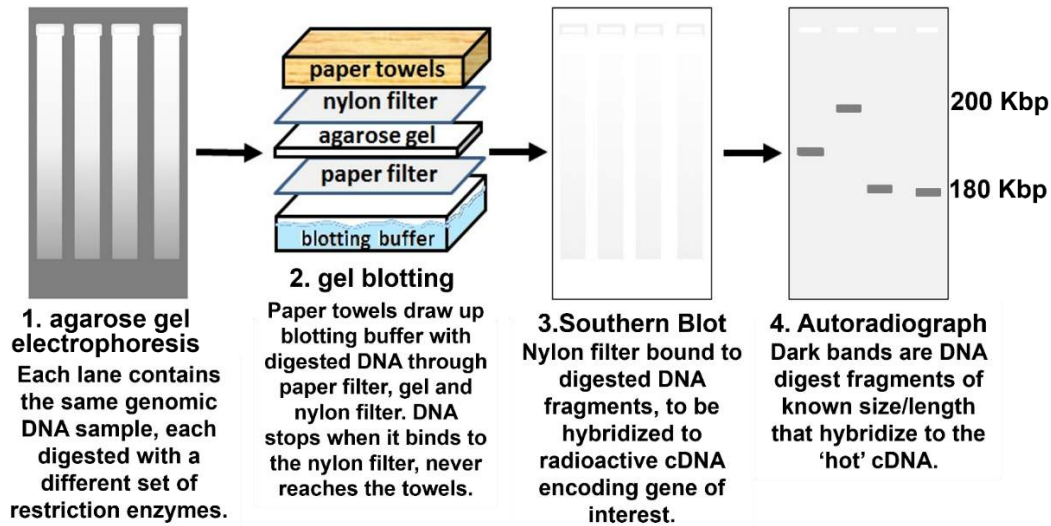 paper towels
nylon filter
agarose gel
paper filter
blotting buffer
200 Kbp
180 Kbp
1. agarose gel
electrophoresis
Each lane contains
the same genomic
DNA sample, each
digested with a
different set of
restriction enzymes.
2. gel blotting
Paper towels draw up
blotting buffer with
digested DNA through
paper filter, gel and
nylon filter. DNA
stops when it binds to
the nylon filter, never
reaches the towels.
3.Southern Blot
Nylon filter bound to
digested DNA
fragments, to be
hybridized to
radioactive cDNA
encoding gene of
interest.
4. Autoradiograph
Dark bands are DNA
digest fragments of
known size/length
that hybridize to the
‘hot’ cDNA.